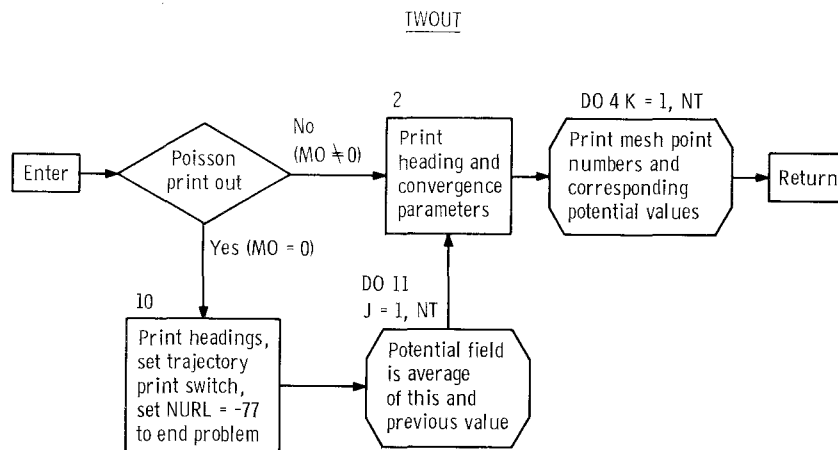 TWOUT
Enter
Poisson
print out
No
(MO ≠ 0)
2
Print
heading and
convergence
parameters
DO 4 K = 1, NT
Print mesh point
numbers and
corresponding
potential values
Return
Yes (MO = 0)
10
Print headings,
set trajectory
print switch,
set NURL = -77
to end problem
DO 11
J = 1, NT
Potential field
is average
of this and
previous value